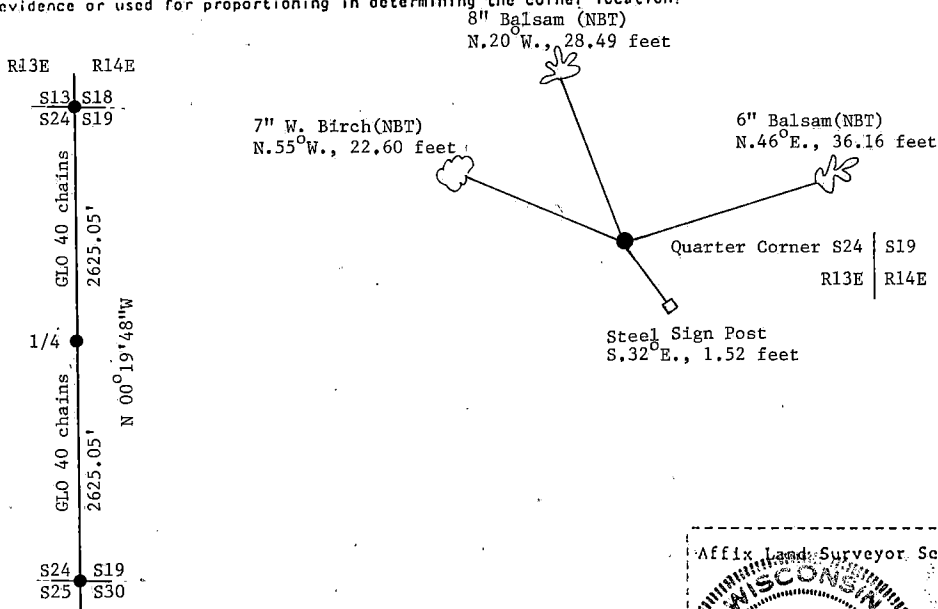 evidence or used for proportioning in determining the corner location.
8" Balsam (NBT)
N.20°W., 28.49 feet
R13E R14E
S13 S18
S24 S19
7" W. Birch(NBT)
N.55°W., 22.60 feet
6" Balsam(NBT)
N.46°E., 36.16 feet
GLO 40 chains
2625.05'
Quarter Corner S24 S19
R13E R14E
1/4
N 00°19'48"W
Steel Sign Post
S.32°E., 1.52 feet
GLO 40 chains
2625.05'
S24 S19
S25 S30
Affix Land Surveyor Se
WISCONSIN